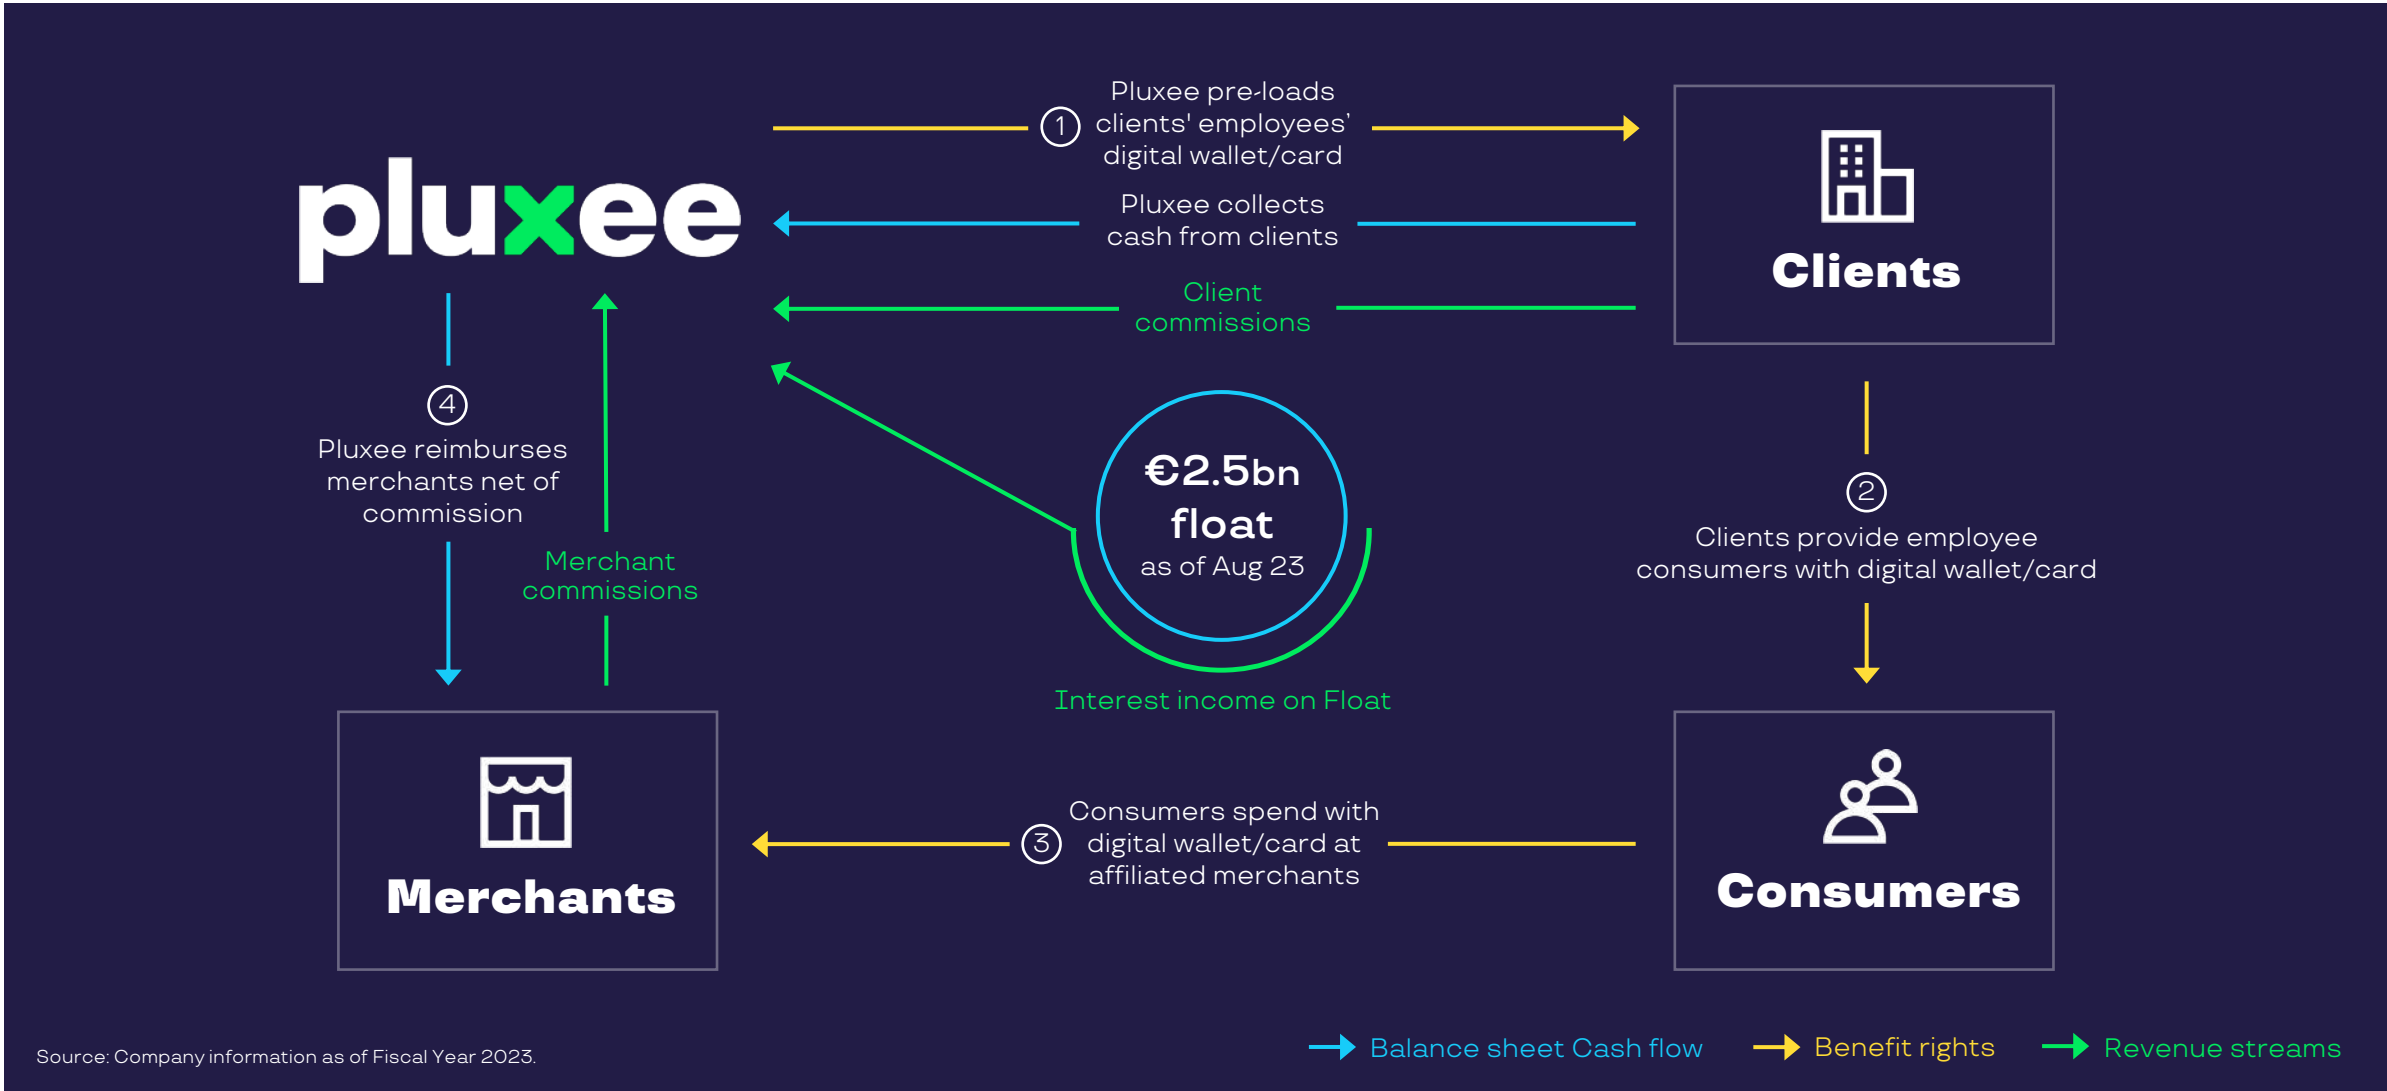 pluxee
1
Pluxee pre-loads
clients' employees’
digital wallet/card
Pluxee collects
cash from clients
Client
commissions
Clients
4
Pluxee reimburses
merchants net of
commission
Merchant
commissions
€2.5bn
float
as of Aug 23
Interest income on Float
2
Clients provide employee
consumers with digital wallet/card
Merchants
3
Consumers spend with
digital wallet/card at
affiliated merchants
Consumers
Source: Company information as of Fiscal Year 2023.
Balance sheet Cash flow
Benefit rights
Revenue streams